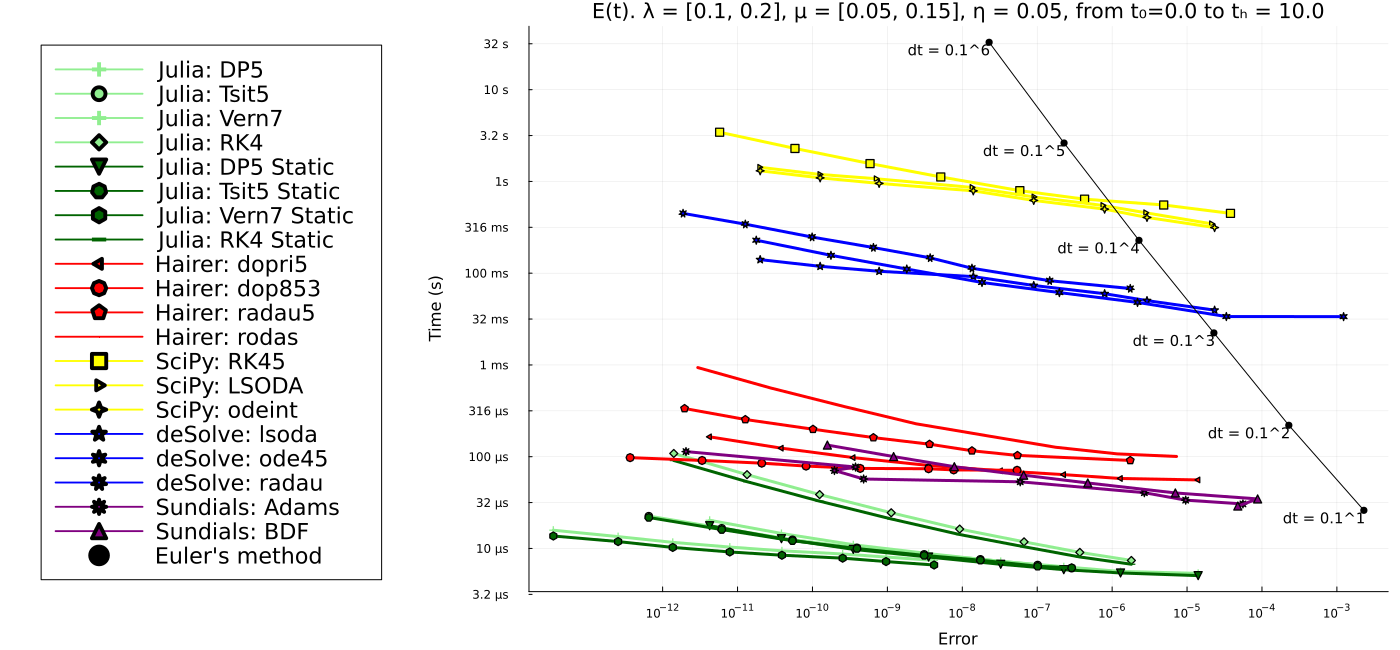 E(t). λ = [0.1, 0.2], μ = [0.05, 0.15], η = 0.05, from t₀=0.0 to tₕ = 10.0
Julia: DP5
Julia: Tsit5
Julia: Vern7
Julia: RK4
Julia: DP5 Static
Julia: Tsit5 Static
Julia: Vern7 Static
Julia: RK4 Static
Hairer: dopri5
Hairer: dop853
Hairer: radau5
Hairer: rodas
SciPy: RK45
SciPy: LSODA
SciPy: odeint
deSolve: lsoda
deSolve: ode45
deSolve: radau
Sundials: Adams
Sundials: BDF
Euler's method
Time (s)
32 s
10 s
3.2 s
1s
316 ms
100 ms
32 ms
1 ms
316 μs
100 μs
32 μs
10 μs
3.2 μs
dt = 0.1^6
dt = 0.1^5
dt = 0.1^4
dt = 0.1^3
dt = 0.1^2
dt = 0.1^1
10⁻¹² 10⁻¹¹ 10⁻¹⁰ 10⁻⁹ 10⁻⁸ 10⁻⁷ 10⁻⁶ 10⁻⁵ 10⁻⁴ 10⁻³
Error